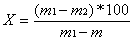 X = (m₁ − m₂) * 100 / m₁ − m